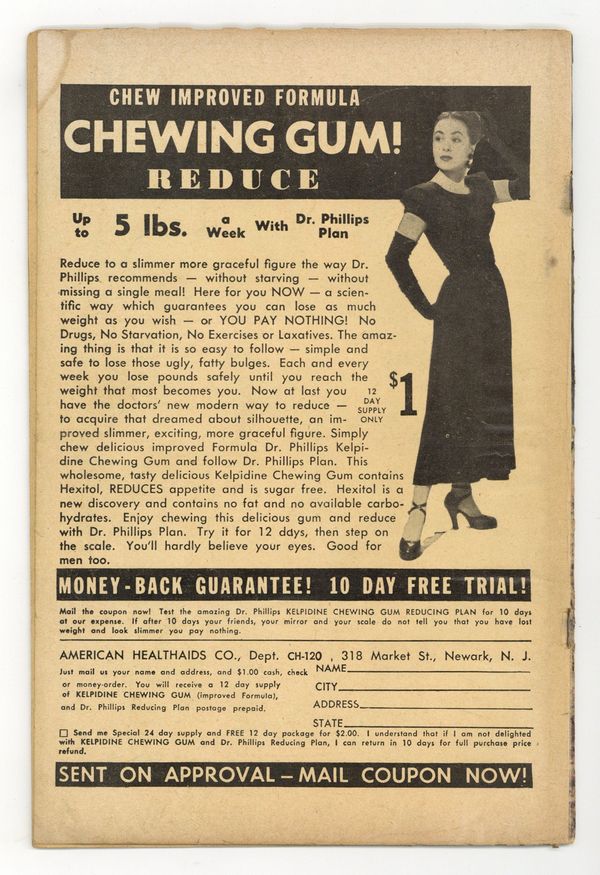 CHEW IMPROVED FORMULA
CHEWING GUM!
REDUCE
Up to 5 lbs. a Week With Dr. Phillips Plan
Reduce to a slimmer more graceful figure the way Dr.
Phillips recommends — without starving — without
missing a single meal! Here for you NOW — a scien-
tific way which guarantees you can lose as much
weight as you wish — or YOU PAY NOTHING! No
Drugs, No Starvation, No Exercises or Laxatives. The amaz-
ing thing is that it is so easy to follow — simple and
safe to lose those ugly, fatty bulges. Each and every
week you lose pounds safely until you reach the
weight that most becomes you. Now at last you
have the doctors' new modern way to reduce —
to acquire that dreamed about silhouette, an im-
proved slimmer, exciting, more graceful figure. Simply
chew delicious improved Formula Dr. Phillips Kelpi-
dine Chewing Gum and follow Dr. Phillips Plan. This
wholesome, tasty delicious Kelpidine Chewing Gum contains
Hexitol, REDUCES appetite and is sugar free. Hexitol is a
new discovery and contains no fat and no available carbo-
hydrates. Enjoy chewing this delicious gum and reduce
with Dr. Phillips Plan. Try it for 12 days, then step on
the scale. You'll hardly believe your eyes. Good for
men too.
12
DAY
SUPPLY
ONLY
$1
MONEY-BACK GUARANTEE! 10 DAY FREE TRIAL!
Mail the coupon now! Test the amazing Dr. Phillips KELPIDINE CHEWING GUM REDUCING PLAN for 10 days
at our expense. If after 10 days your friends, your mirror and your scale do not tell you that you have lost
weight and look slimmer you pay nothing.
AMERICAN HEALTHAIDS CO., Dept. CH-120 , 318 Market St., Newark, N. J.
Just mail us your name and address, and $1.00 cash, check
or money-order. You will receive a 12 day supply
of KELPIDINE CHEWING GUM (improved Formula),
and Dr. Phillips Reducing Plan postage prepaid.
NAME
CITY
ADDRESS
STATE
Send me Special 24 day supply and FREE 12 day package for $2.00. I understand that if I am not delighted
with KELPIDINE CHEWING GUM and Dr. Phillips Reducing Plan, I can return in 10 days for full purchase price
refund.
SENT ON APPROVAL — MAIL COUPON NOW!